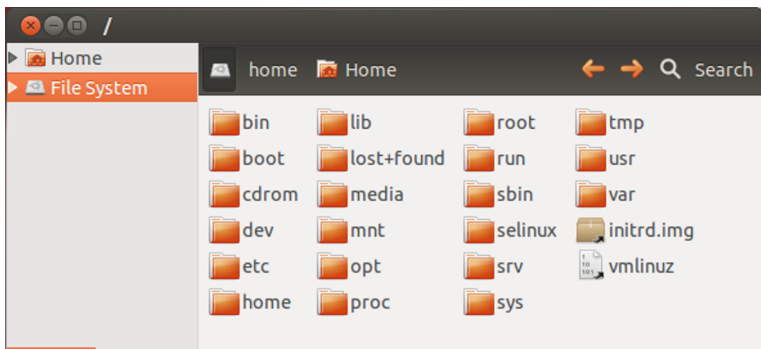 /
Home
File System
home Home Search
bin lib root tmp
boot lost+found run usr
cdrom media sbin var
dev mnt selinux initrd.img
etc opt srv vmlinuz
home proc sys